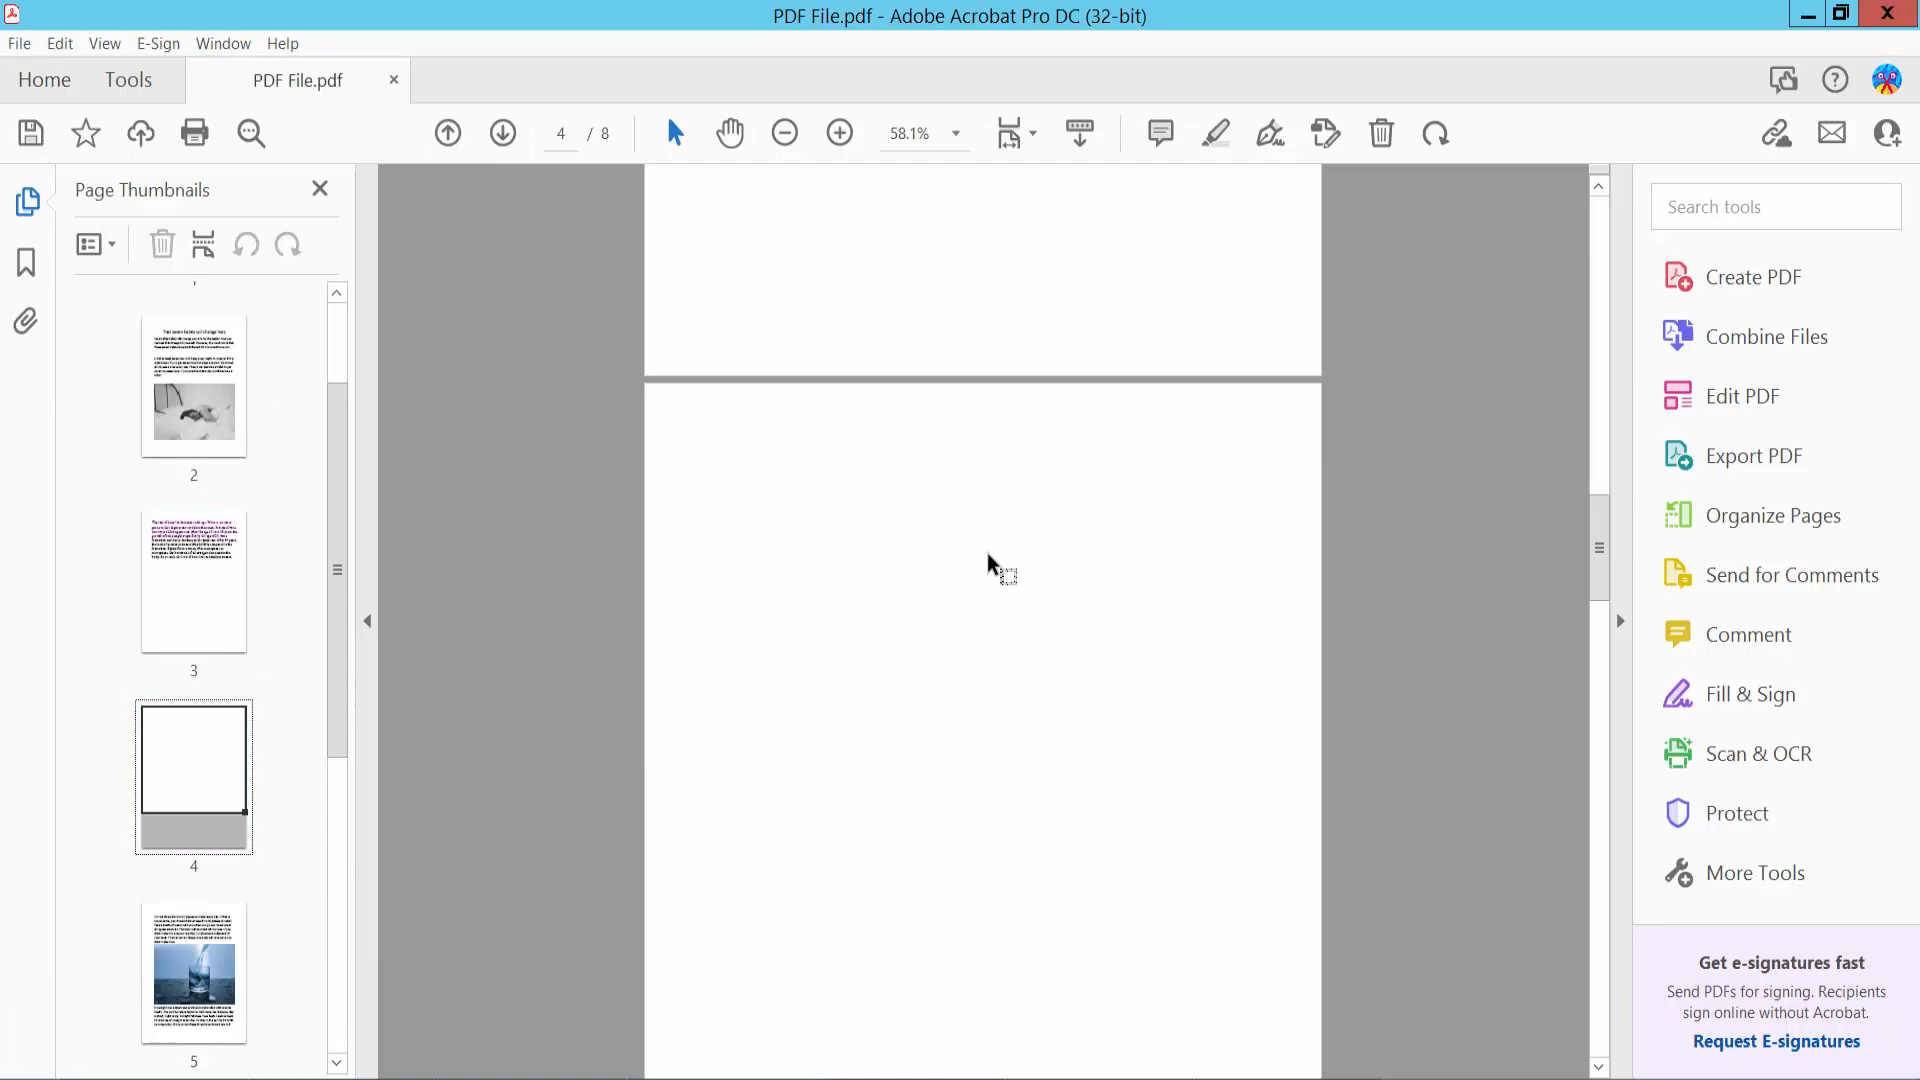 PDF File.pdf - Adobe Acrobat Pro DC (32-bit)
File Edit View E-Sign Window Help
Home Tools PDF File.pdf
4 / 8 58.1%
Page Thumbnails
2
3
4
5
Search tools
Create PDF
Combine Files
Edit PDF
Export PDF
Organize Pages
Send for Comments
Comment
Fill & Sign
Scan & OCR
Protect
More Tools
Get e-signatures fast
Send PDFs for signing. Recipients
sign online without Acrobat.
Request E-signatures